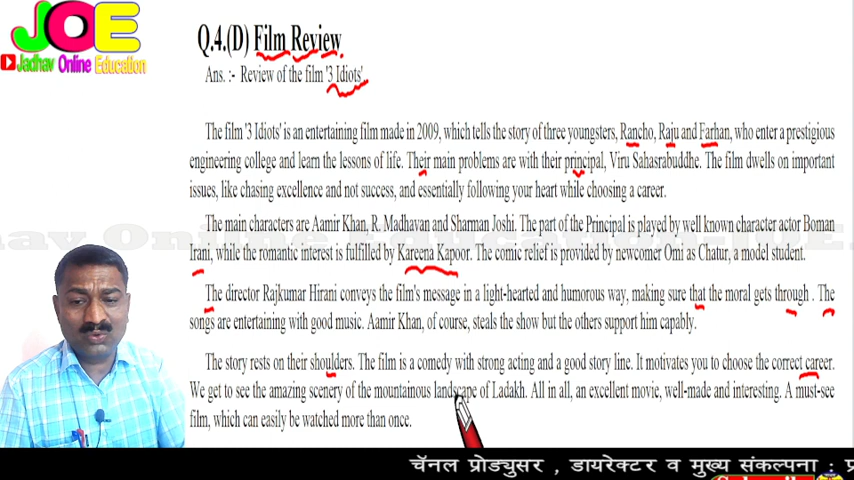 JOE
Jadhav Online Education
Q.4.(D) Film Review
Ans. :- Review of the film '3 Idiots'
The film '3 Idiots' is an entertaining film made in 2009, which tells the story of three youngsters, Rancho, Raju and Farhan, who enter a prestigious
engineering college and learn the lessons of life. Their main problems are with their principal, Viru Sahasrabuddhe. The film dwells on important
issues, like chasing excellence and not success, and essentially following your heart while choosing a career.
The main characters are Aamir Khan, R. Madhavan and Sharman Joshi. The part of the Principal is played by well known character actor Boman
Irani, while the romantic interest is fulfilled by Kareena Kapoor. The comic relief is provided by newcomer Omi as Chatur, a model student.
The director Rajkumar Hirani conveys the film's message in a light-hearted and humorous way, making sure that the moral gets through . The
songs are entertaining with good music. Aamir Khan, of course, steals the show but the others support him capably.
The story rests on their shoulders. The film is a comedy with strong acting and a good story line. It motivates you to choose the correct career.
We get to see the amazing scenery of the mountainous landscape of Ladakh. All in all, an excellent movie, well-made and interesting. A must-see
film, which can easily be watched more than once.
चॅनल प्रोड्युसर , डायरेक्टर व मुख्य संकल्पना :